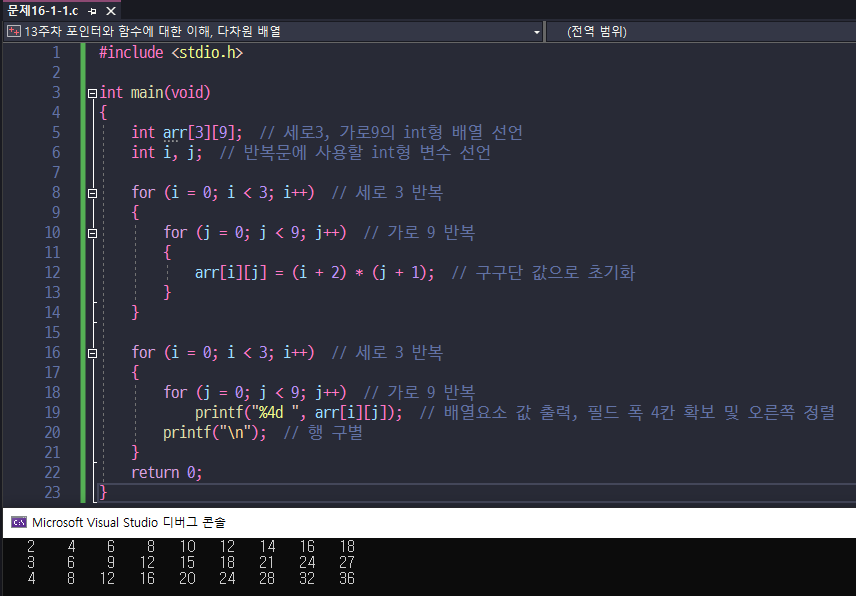 문제16-1-1.c
13주차 포인터와 함수에 대한 이해, 다차원 배열 (전역 범위)
1 #include <stdio.h>
2
3 int main(void)
4 {
5 int arr[3][9]; // 세로3, 가로9의 int형 배열 선언
6 int i, j; // 반복문에 사용할 int형 변수 선언
7
8 for (i = 0; i < 3; i++) // 세로 3 반복
9 {
10 for (j = 0; j < 9; j++) // 가로 9 반복
11 {
12 arr[i][j] = (i + 2) * (j + 1); // 구구단 값으로 초기화
13 }
14 }
15
16 for (i = 0; i < 3; i++) // 세로 3 반복
17 {
18 for (j = 0; j < 9; j++) // 가로 9 반복
19 printf("%4d ", arr[i][j]); // 배열요소 값 출력, 필드 폭 4칸 확보 및 오른쪽 정렬
20 printf("\n"); // 행 구별
21 }
22 return 0;
23 }
Microsoft Visual Studio 디버그 콘솔
2 4 6 8 10 12 14 16 18
3 6 9 12 15 18 21 24 27
4 8 12 16 20 24 28 32 36